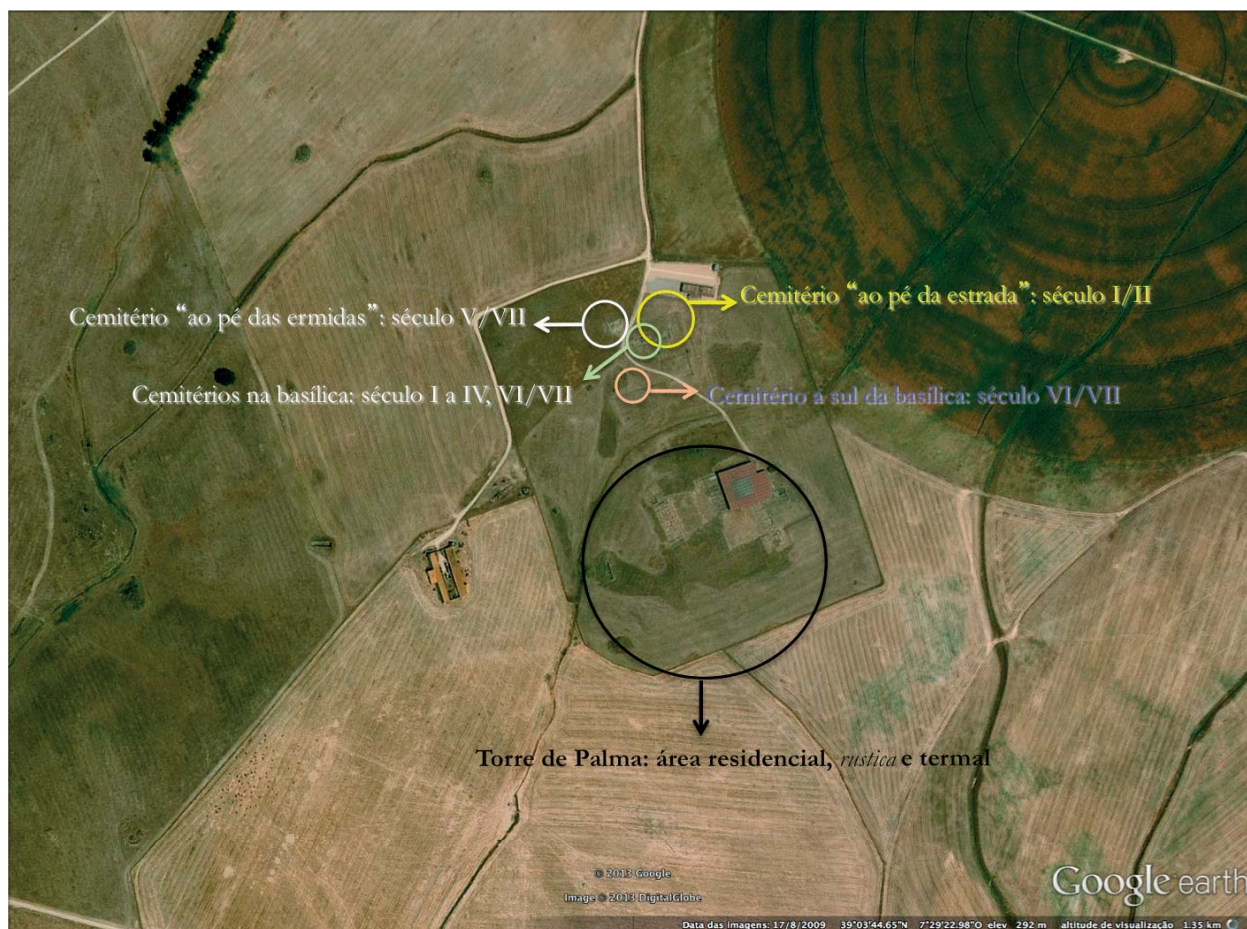 Cemitério “ao pé da estrada”: século I/II
Cemitério “ao pé das ermidas”: século V/VII
Cemitérios na basílica: século I a IV, VI/VII
Cemitério a sul da basílica: século VI/VII
Torre de Palma: área residencial, rustica e termal
© 2013 Google
Image © 2013 DigitalGlobe
Google earth
Data das imagens: 17/8/2009 39°03'44.65"N 7°29'22.98"O elev 292 m altitude de visualização 1.35 km